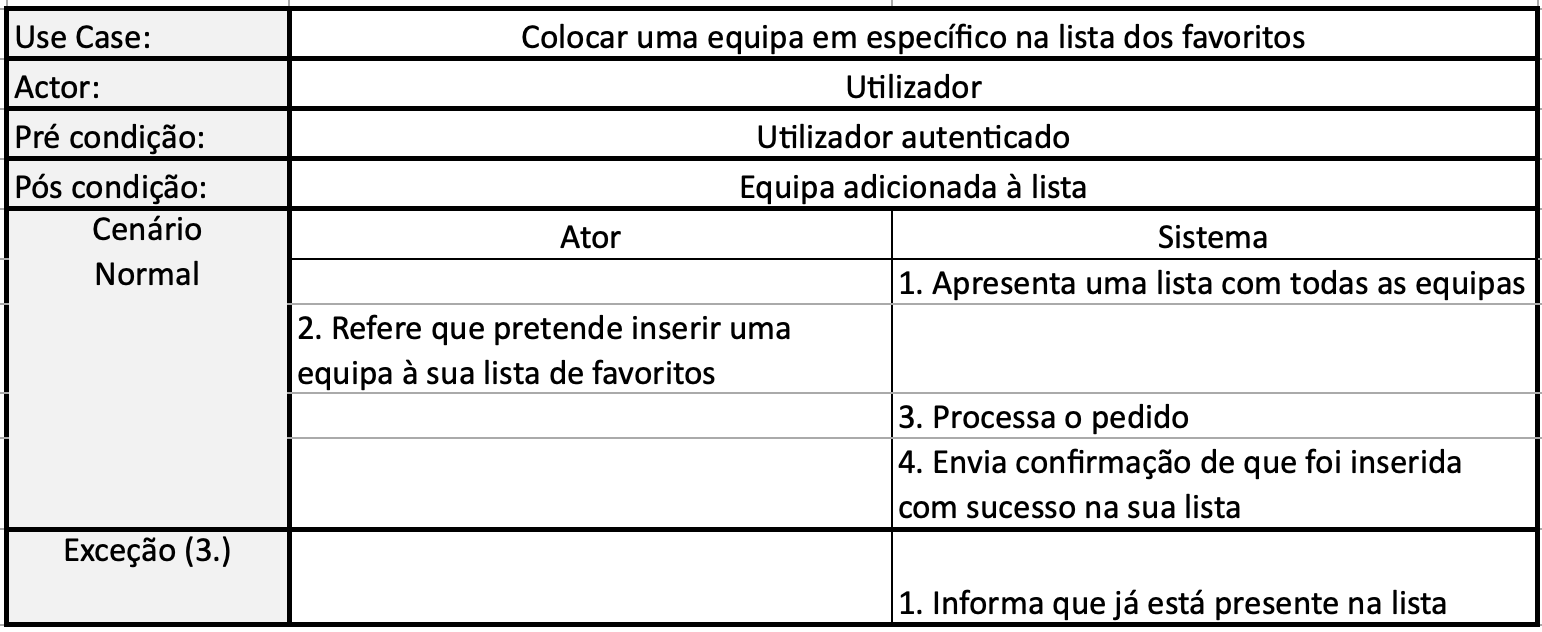 Use Case: Colocar uma equipa em específico na lista dos favoritos
Actor: Utilizador
Pré condição: Utilizador autenticado
Pós condição: Equipa adicionada à lista
Cenário
Normal
Ator Sistema
1. Apresenta uma lista com todas as equipas
2. Refere que pretende inserir uma
equipa à sua lista de favoritos
3. Processa o pedido
4. Envia confirmação de que foi inserida
com sucesso na sua lista
Exceção (3.)
1. Informa que já está presente na lista